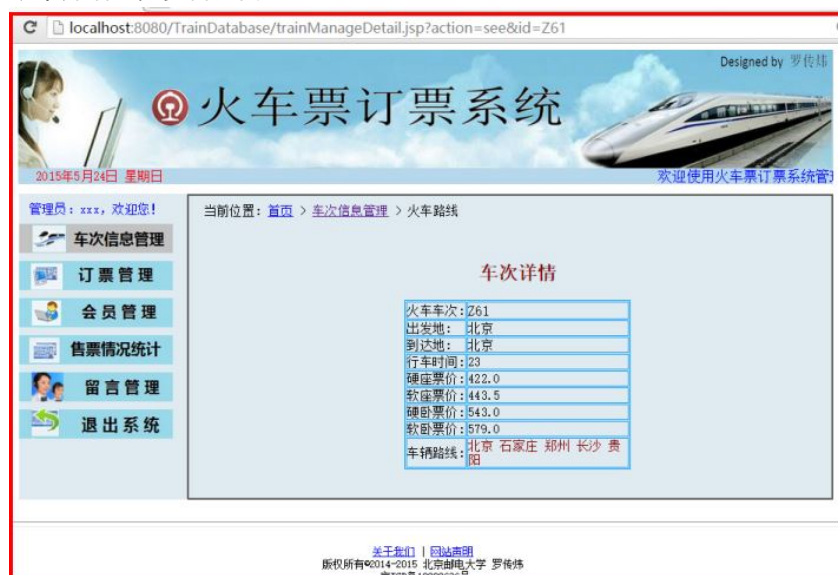 localhost:8080/TrainDatabase/trainManageDetail.jsp?action=see&id=Z61
Designed by 罗传炜
火车票订票系统
2015年5月24日 星期日
欢迎使用火车票订票系统管
管理员：xxx，欢迎您！
当前位置：首页 > 车次信息管理 > 火车路线
车次信息管理
订票管理
会员管理
售票情况统计
留言管理
退出系统
车次详情
火车车次：Z61
出发地：北京
到达地：北京
行车时间：23
硬座票价：422.0
软座票价：443.5
硬卧票价：543.0
软卧票价：579.0
车辆路线：北京 石家庄 郑州 长沙 贵
阳
关于我们 | 网站声明
版权所有©2014-2015 北京邮电大学 罗传炜